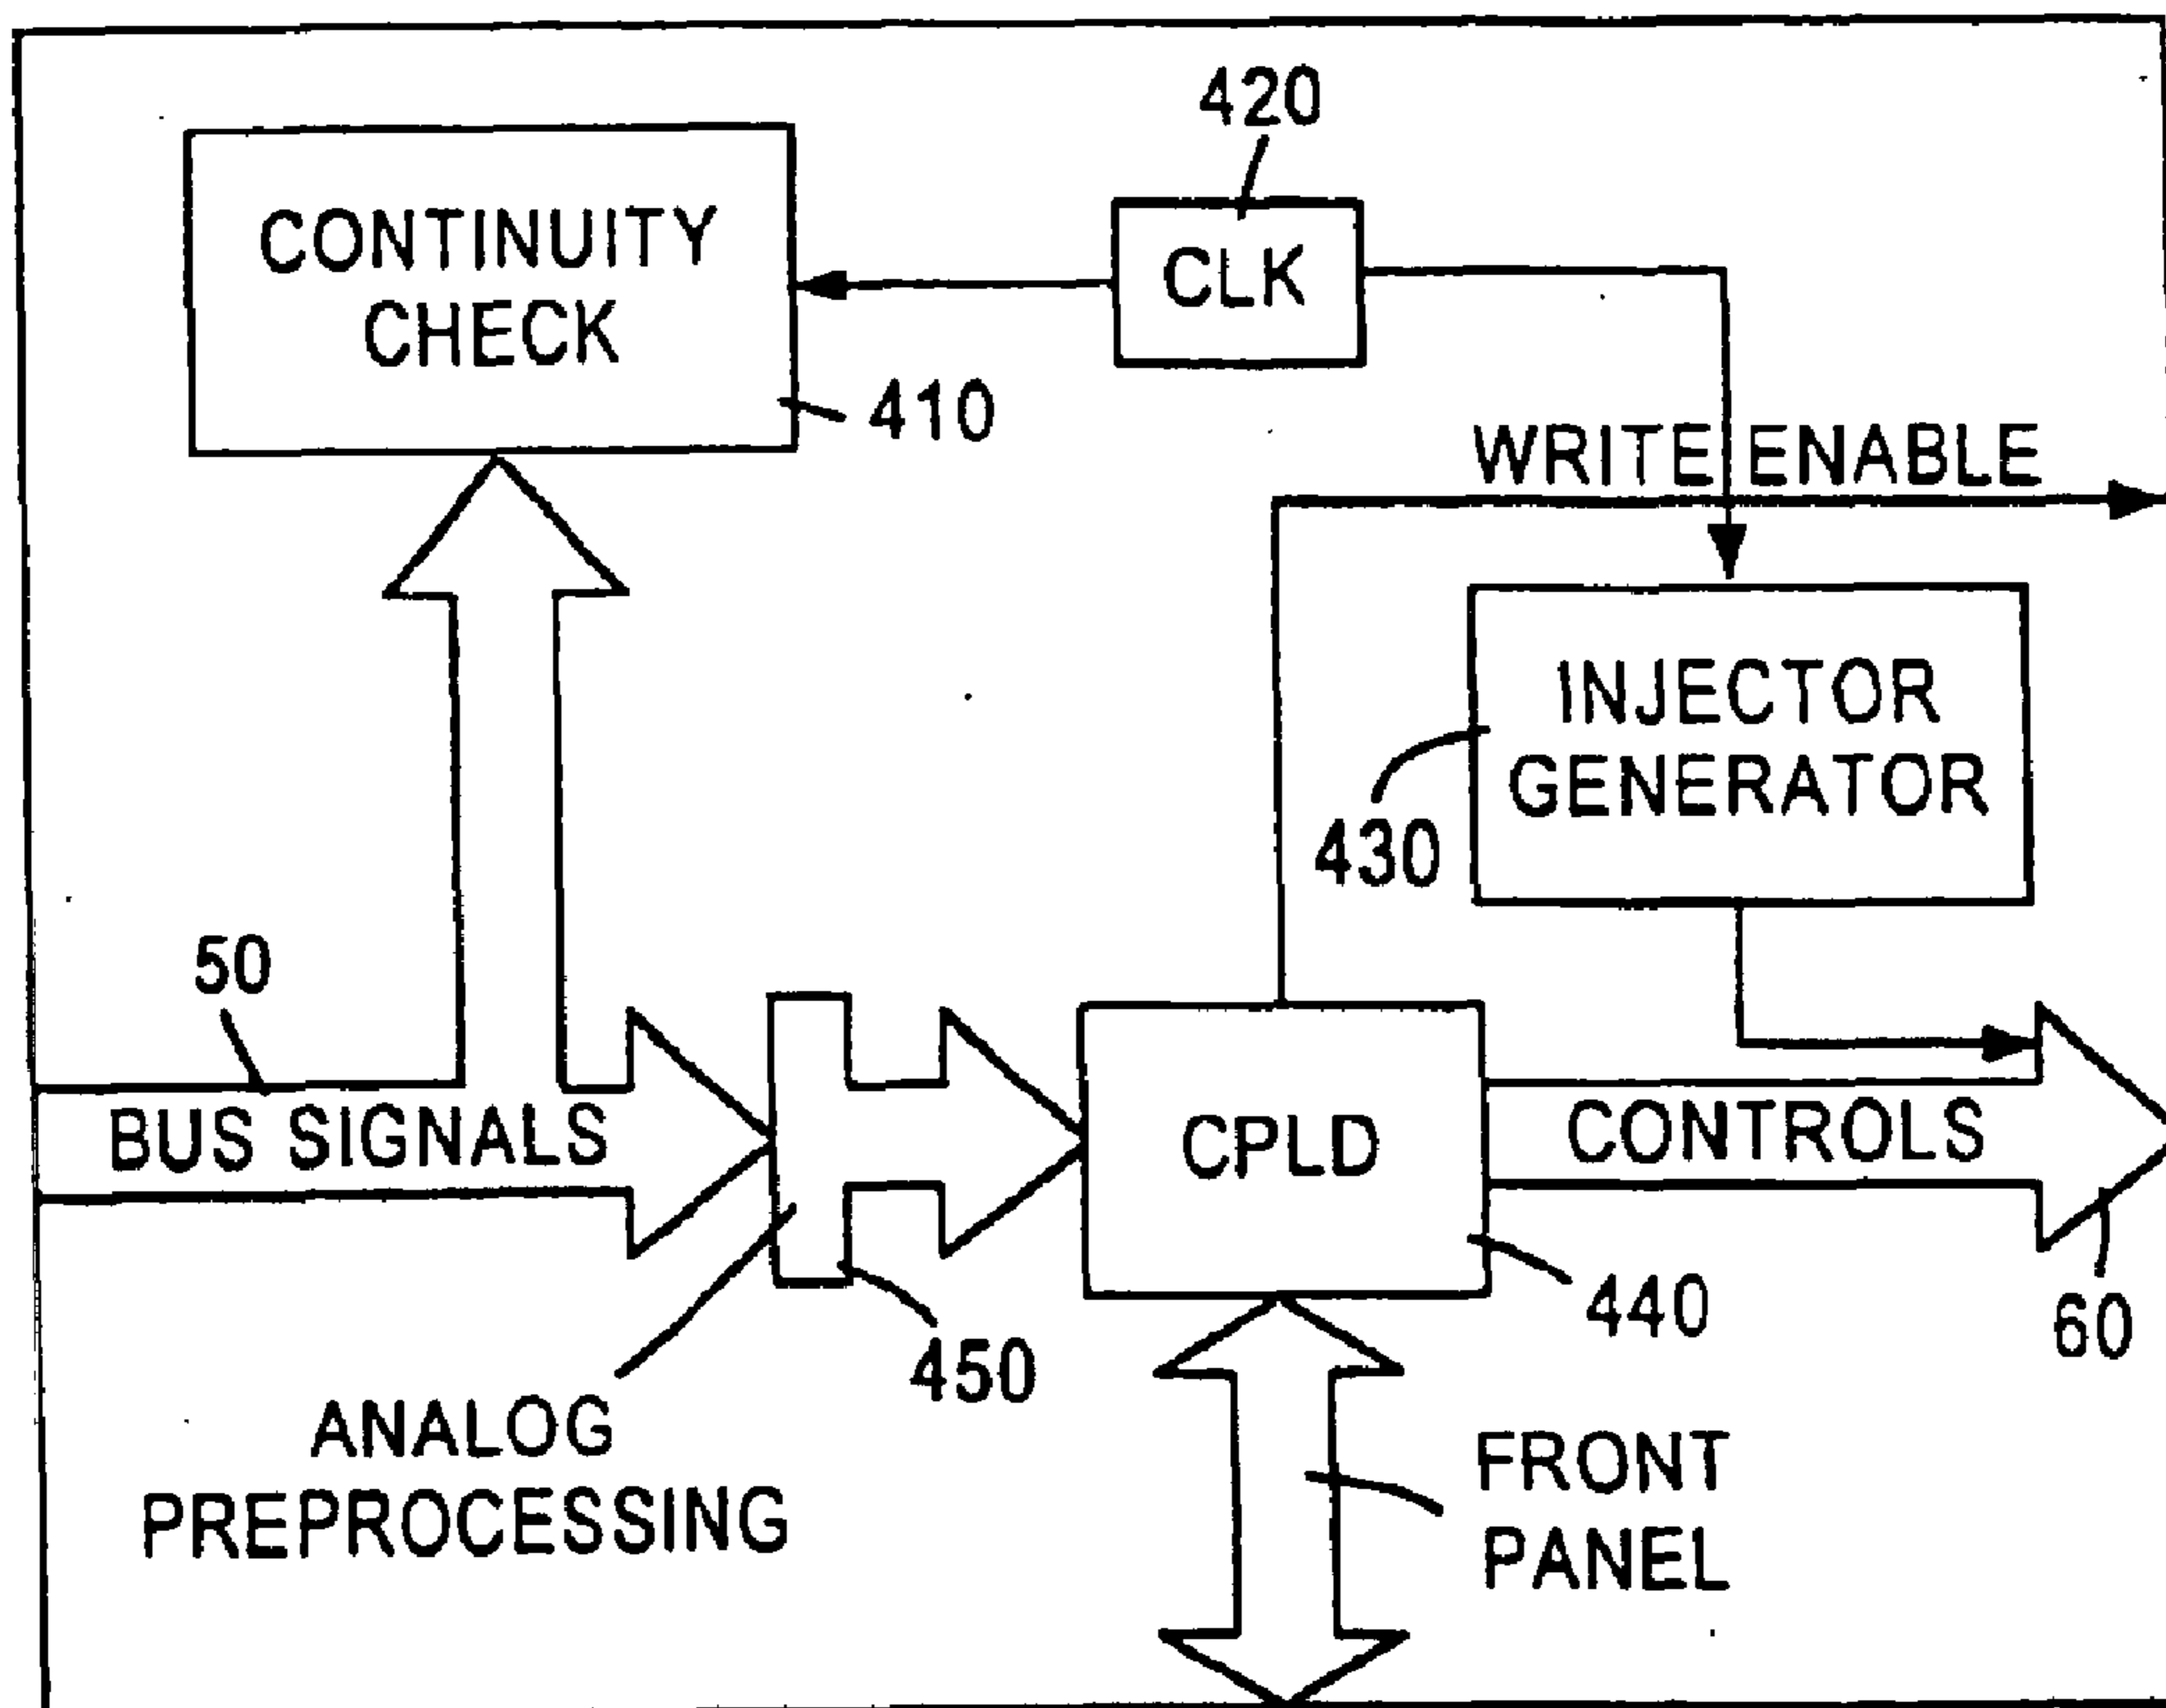 420
CONTINUITY
CHECK
CLK
410
WRITE ENABLE
INJECTOR
GENERATOR
430
50
BUS SIGNALS
CPLD
CONTROLS
440
60
450
ANALOG
PREPROCESSING
FRONT
PANEL